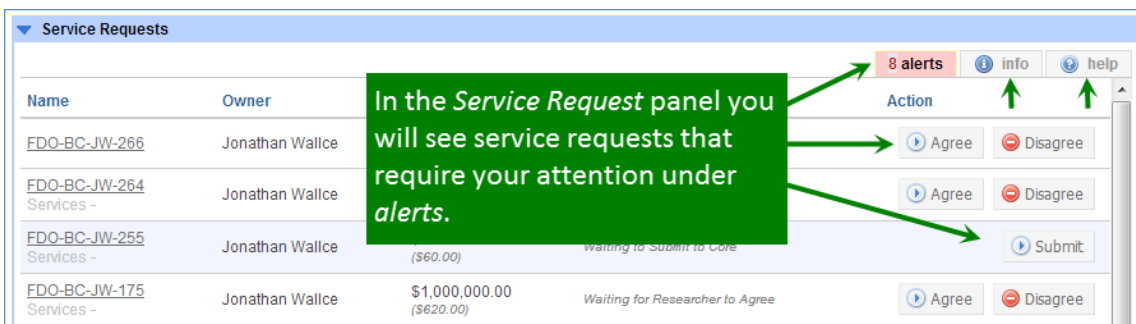 Service Requests
8 alerts info help
Name Owner Action
In the Service Request panel you
will see service requests that
require your attention under
alerts.
FDO-BC-JW-266 Jonathan Wallce Agree Disagree
FDO-BC-JW-264 Jonathan Wallce Agree Disagree
Services -
FDO-BC-JW-255 Jonathan Wallce Waiting to Submit to Core Submit
Services - ($60.00)
FDO-BC-JW-175 Jonathan Wallce $1,000,000.00 Waiting for Researcher to Agree Agree Disagree
Services - ($620.00)